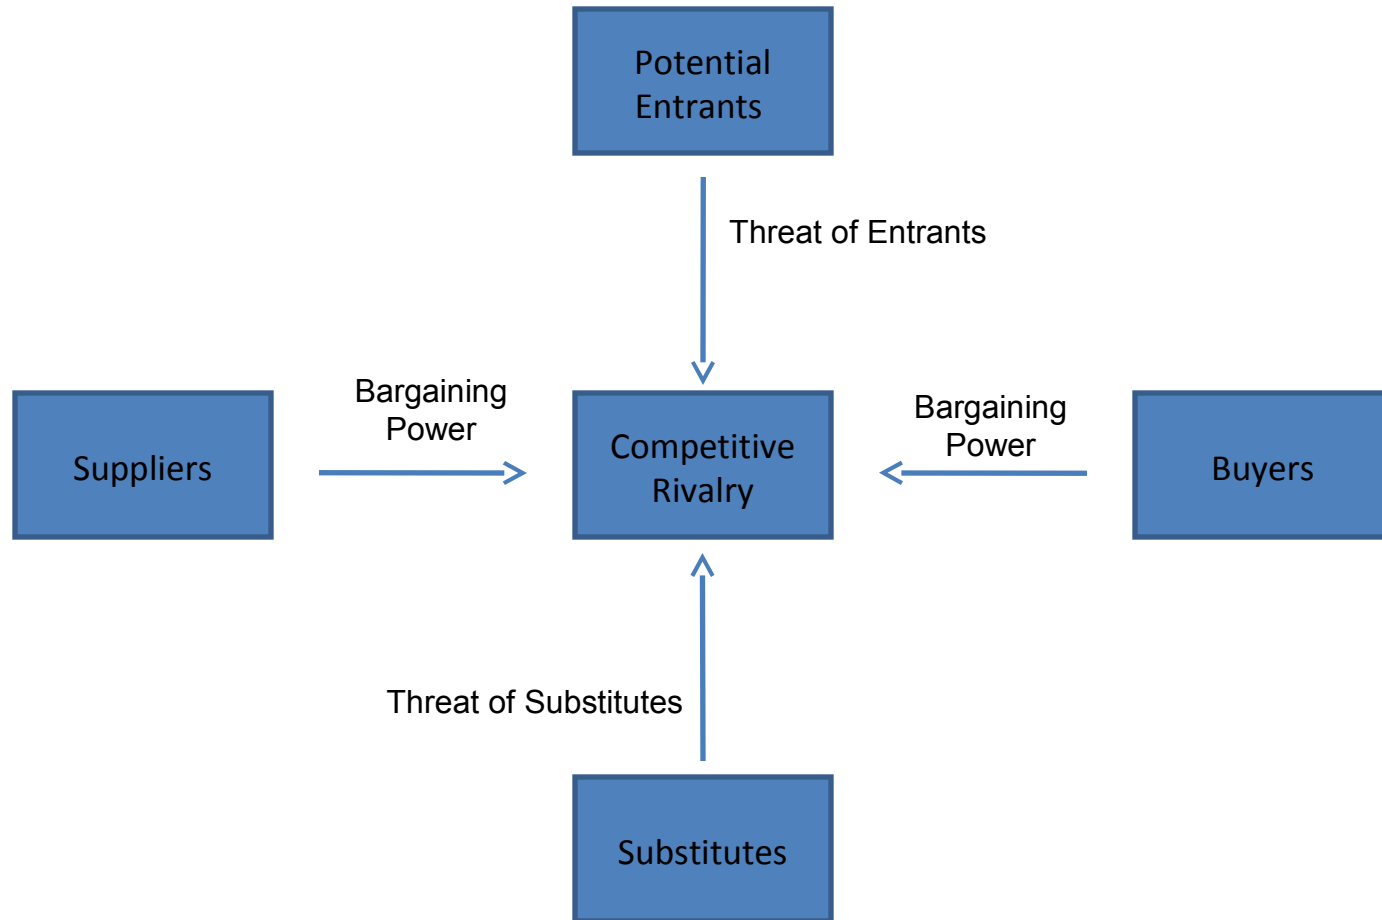 Potential
Entrants
Threat of Entrants
Bargaining
Power
Suppliers
Competitive
Rivalry
Bargaining
Power
Buyers
Threat of Substitutes
Substitutes